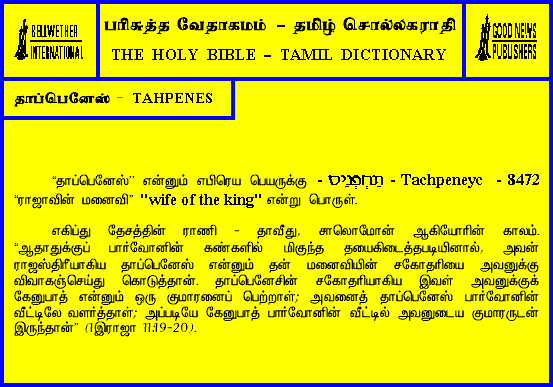 BELLWETHER
INTERNATIONAL
பரிசுத்த வேதாகமம் – தமிழ் சொல்லகராதி
THE HOLY BIBLE – TAMIL DICTIONARY
GOOD NEWS
PUBLISHERS
தாப்பெனேஸ் – TAHPENES
“தாப்பெனேஸ்” என்னும் எபிரெய பெயருக்கு - תַּחְפְּנֵיס - Tachpeneyc - 8472
“ராஜாவின் மனைவி” "wife of the king" என்று பொருள்.
எகிப்து தேசத்தின் ராணி - தாவீது, சாலொமோன் ஆகியோரின் காலம்.
“ஆதாதுக்குப் பார்வோனின் கண்களில் மிகுந்த தயைகிடைத்தபடியினால், அவன்
ராஜஸ்திரீயாகிய தாப்பெனேஸ் என்னும் தன் மனைவியின் சகோதரியை அவனுக்கு
விவாகஞ்செய்து கொடுத்தான். தாப்பெனேசின் சகோதரியாகிய இவள் அவனுக்குக்
கேனுபாத் என்னும் ஒரு குமாரனைப் பெற்றாள்; அவனைத் தாப்பெனேஸ் பார்வோனின்
வீட்டிலே வளர்த்தாள்; அப்படியே கேனுபாத் பார்வோனின் வீட்டில் அவனுடைய குமாரருடன்
இருந்தான்” (1இராஜா 11:19-20).